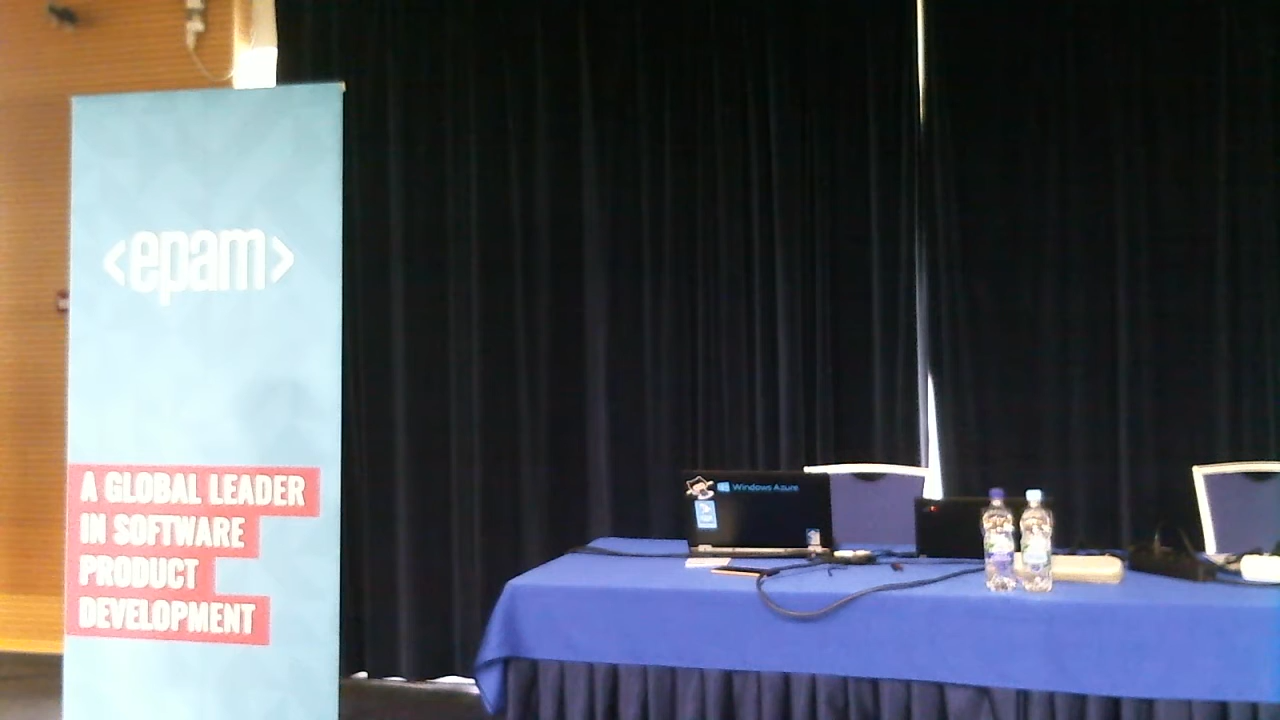 <epam>
A GLOBAL LEADER
IN SOFTWARE
PRODUCT
DEVELOPMENT
Windows Azure